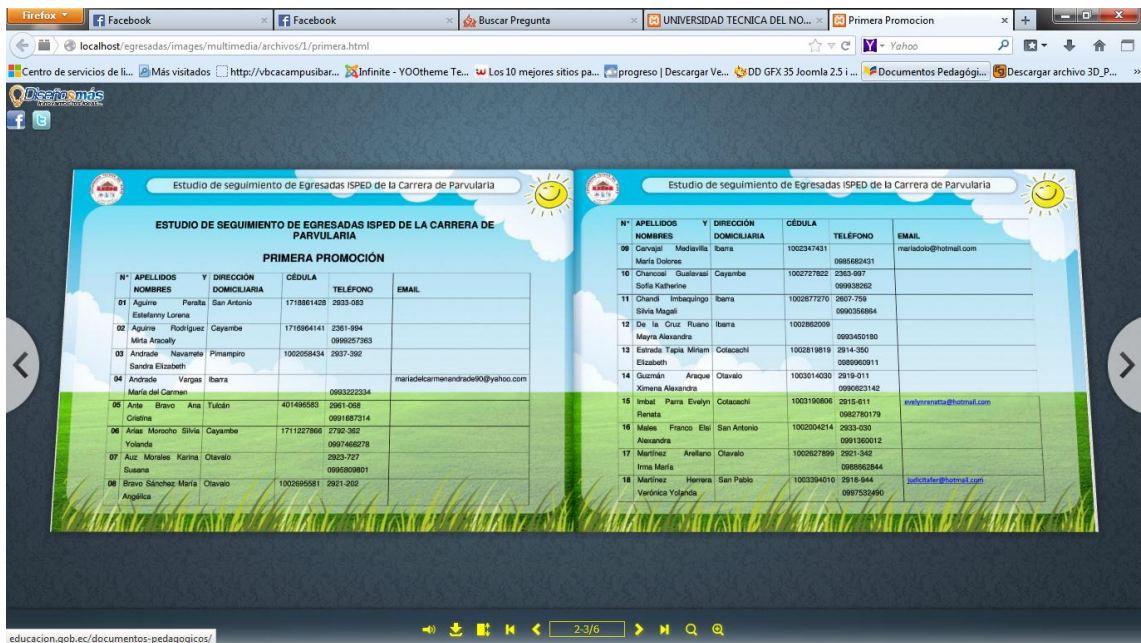 Firefox
Facebook
Facebook
Buscar Pregunta
UNIVERSIDAD TECNICA DEL NO...
Primera Promocion
localhost/egresadas/images/multimedia/archivos/1/primera.html
Yahoo
Centro de servicios de li...
Más visitados
http://vbcacampusibar...
Infinite - YOOtheme Te...
Los 10 mejores sitios pa...
progreso | Descargar Ve...
DD GFX 35 Joomla 2.5 i ...
Documentos Pedagógi...
Descargar archivo 3D_P...
Diseños más
Estudio de seguimiento de Egresadas ISPED de la Carrera de Parvularia
ESTUDIO DE SEGUIMIENTO DE EGRESADAS ISPED DE LA CARRERA DE
PARVULARIA
PRIMERA PROMOCIÓN
N° APELLIDOS Y DIRECCIÓN CÉDULA
NOMBRES DOMICILIARIA TELÉFONO EMAIL
01 Aguirre Peralta San Antonio 1718861428 2933-083
Estefanny Lorena
02 Aguirre Rodríguez Cayambe 1716964141 2361-994
Mirta Aracelly 0999257363
03 Andrade Navarrete Pimampiro 1002058434 2937-392
Sandra Elizabeth
04 Andrade Vargas Ibarra mariadelcarmenandrade90@yahoo.com
María del Carmen 0993222334
05 Ante Bravo Ana Tulcán 401496583 2961-068
Cristina 0991687314
06 Arias Morocho Silvia Cayambe 1711227866 2792-362
Yolanda 0997466278
07 Auz Morales Karina Otavalo 2923-727
Susana 0995809801
08 Bravo Sánchez María Otavalo 1002695581 2921-202
Angélica
Estudio de seguimiento de Egresadas ISPED de la Carrera de Parvularia
N° APELLIDOS Y DIRECCIÓN CÉDULA
NOMBRES DOMICILIARIA TELÉFONO EMAIL
09 Carvajal Mediavilla Ibarra 1002347431 mariadolo@hotmail.com
María Dolores 0985682431
10 Chancosi Gualavasi Cayambe 1002727822 2363-997
Sofía Katherine 099938262
11 Chandi Imbaquingo Ibarra 1002877270 2607-759
Silvia Magali 0990356864
12 De la Cruz Ruano Ibarra 1002862009
Mayra Alexandra 0993450180
13 Estrada Tapia Miriam Cotacachi 1002819819 2914-350
Elizabeth 0989960911
14 Guzmán Araque Otavalo 1003014030 2919-011
Ximena Alexandra 0990623142
15 Imbat Parra Evelyn Cotacachi 1003190806 2915-611 evelynrenatta@hotmail.com
Renata 0982780179
16 Males Franco Elsi San Antonio 1002004214 2933-030
Alexandra 0991360012
17 Martínez Arellano Otavalo 1002627899 2921-342
Irma María 0988662844
18 Martínez Herrera San Pablo 1003394010 2918-944 judicitafer@hotmail.com
Verónica Yolanda 0997532490
2-3/6
educacion.gob.ec/documentos-pedagogicos/